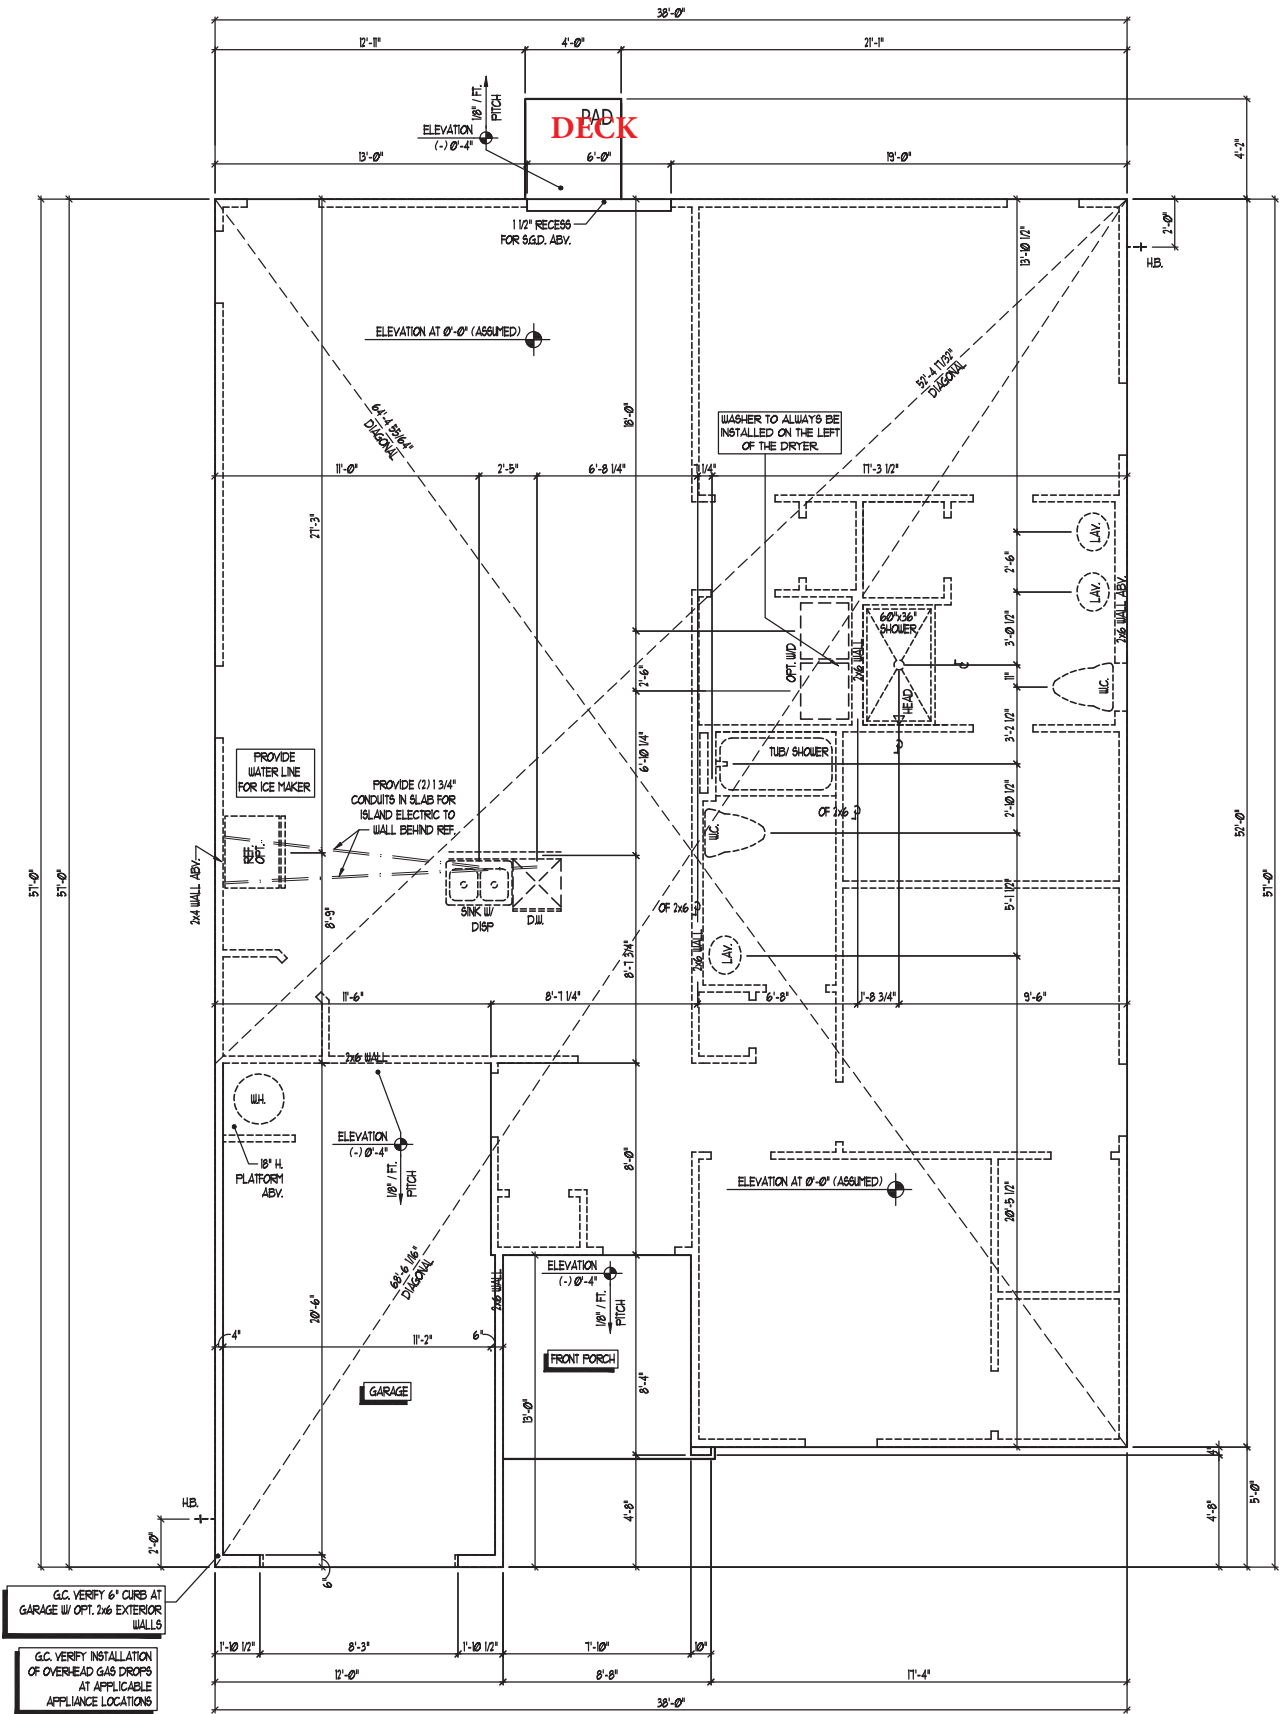 38'-0"
12'-11"
4'-0"
21'-1"
1/8" / FT.
PITCH
PAD
DECK
ELEVATION
(-) 0'-4"
4'-2"
13'-0"
6'-0"
19'-0"
1 1/2" RECESS
FOR S.G.D. ABV.
13'-10 1/2"
2'-0"
H.B.
ELEVATION AT 0'-0" (ASSUMED)
52'-4 17/32"
DIAGONAL
64'-4 55/64"
DIAGONAL
18'-0"
WASHER TO ALWAYS BE
INSTALLED ON THE LEFT
OF THE DRYER
11'-0"
2'-5"
6'-8 1/4"
7 1/4"
17'-3 1/2"
27'-3"
LAV.
2'-6"
LAV.
2x6 WALL ABV.
60"x36"
SHOWER
3'-0 1/2"
OPT. W/D
2x6 WALL
2'-6"
11"
W.C.
HEAD
3'-2 1/2"
6'-10 1/4"
TUB/ SHOWER
PROVIDE
WATER LINE
FOR ICE MAKER
PROVIDE (2) 1 3/4"
CONDUITS IN SLAB FOR
ISLAND ELECTRIC TO
WALL BEHIND REF.
2'-10 1/2"
OF 2x6
W.C.
52'-0"
REF.
OPT.
57'-0"
57'-0"
57'-0"
2x4 WALL ABV.
8'-9"
SINK W/
DISP
D.W.
OF 2x6
5'-1 1/2"
2x6 WALL
LAV.
8'-7 3/4"
11'-6"
8'-7 1/4"
6'-8"
1'-8 3/4"
9'-6"
2x6 WALL
W.H.
ELEVATION
(-) 0'-4"
1/8" / FT.
PITCH
18" H.
PLATFORM
ABV.
8'-0"
ELEVATION AT 0'-0" (ASSUMED)
20'-5 1/2"
68'-6 1/16"
DIAGONAL
2x6 WALL
ELEVATION
(-) 0'-4"
1/8" / FT.
PITCH
20'-6"
4"
11'-2"
6"
FRONT PORCH
GARAGE
8'-4"
13'-0"
4"
5'-0"
4'-8"
4'-8"
H.B.
2'-0"
6"
G.C. VERIFY 6" CURB AT
GARAGE W/ OPT. 2x6 EXTERIOR
WALLS
1'-10 1/2"
8'-3"
1'-10 1/2"
7'-10"
10"
G.C. VERIFY INSTALLATION
OF OVERHEAD GAS DROPS
AT APPLICABLE
APPLIANCE LOCATIONS
12'-0"
8'-8"
17'-4"
38'-0"